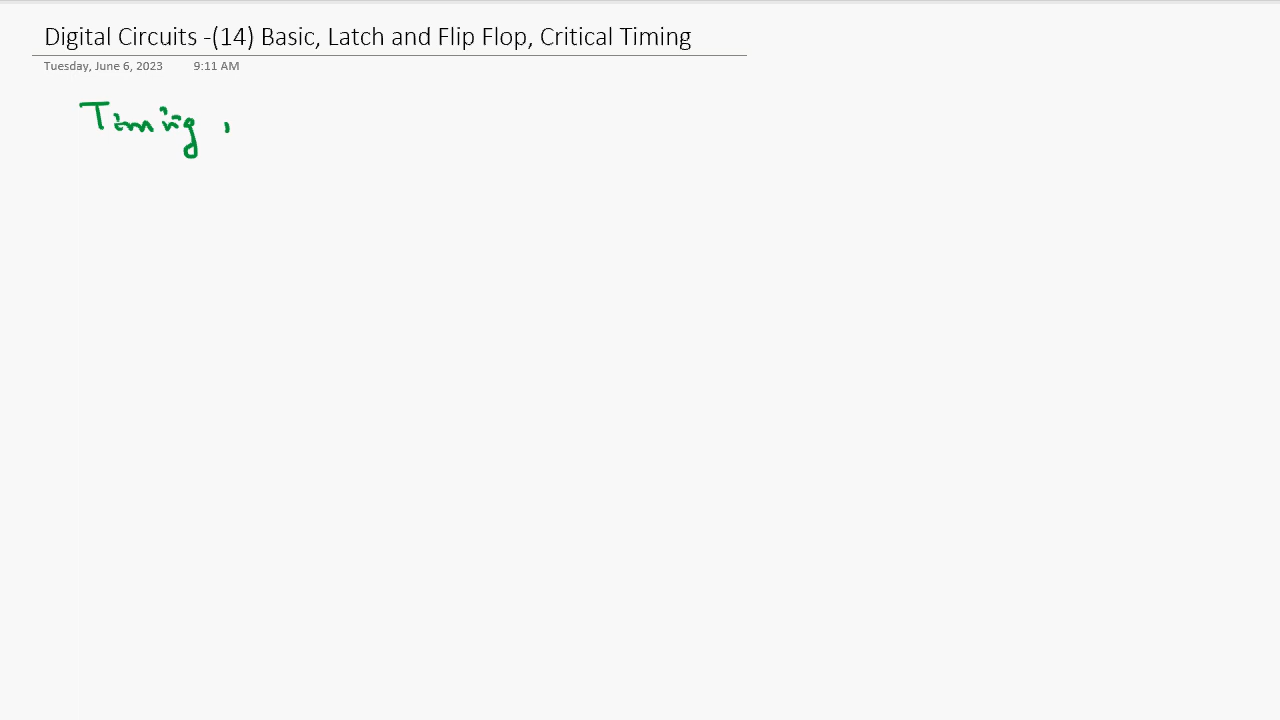 Digital Circuits -(14) Basic, Latch and Flip Flop, Critical Timing
Tuesday, June 6, 2023 9:11 AM
Timing